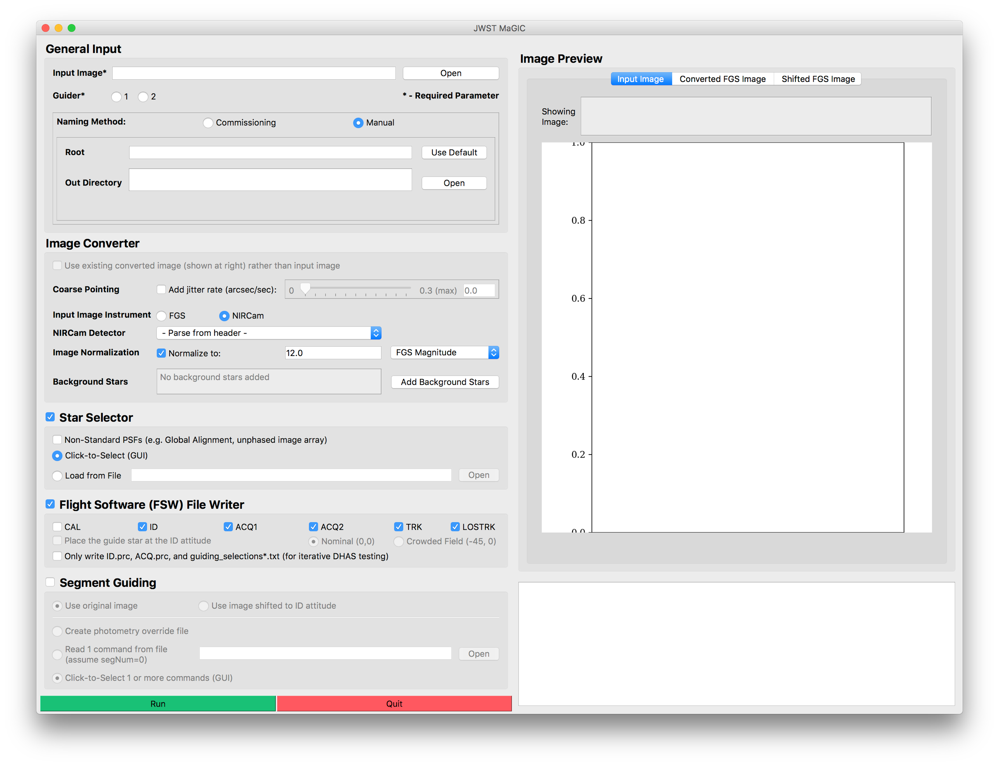 JWST MaGIC
General Input
Input Image*
Open
Guider*
1
2
* - Required Parameter
Naming Method:
Commissioning
Manual
Root
Use Default
Out Directory
Open
Image Converter
Use existing converted image (shown at right) rather than input image
Coarse Pointing
Add jitter rate (arcsec/sec):
0
0.3 (max)
0.0
Input Image Instrument
FGS
NIRCam
NIRCam Detector
- Parse from header -
Image Normalization
Normalize to:
12.0
FGS Magnitude
Background Stars
No background stars added
Add Background Stars
Star Selector
Non-Standard PSFs (e.g. Global Alignment, unphased image array)
Click-to-Select (GUI)
Load from File
Open
Flight Software (FSW) File Writer
CAL
ID
ACQ1
ACQ2
TRK
LOSTRK
Place the guide star at the ID attitude
Nominal (0,0)
Crowded Field (-45, 0)
Only write ID.prc, ACQ.prc, and guiding_selections*.txt (for iterative DHAS testing)
Segment Guiding
Use original image
Use image shifted to ID attitude
Create photometry override file
Read 1 command from file
(assume segNum=0)
Open
Click-to-Select 1 or more commands (GUI)
Run
Quit
Image Preview
Input Image
Converted FGS Image
Shifted FGS Image
Showing
Image:
1.0
0.8
0.6
0.4
0.2
0.0